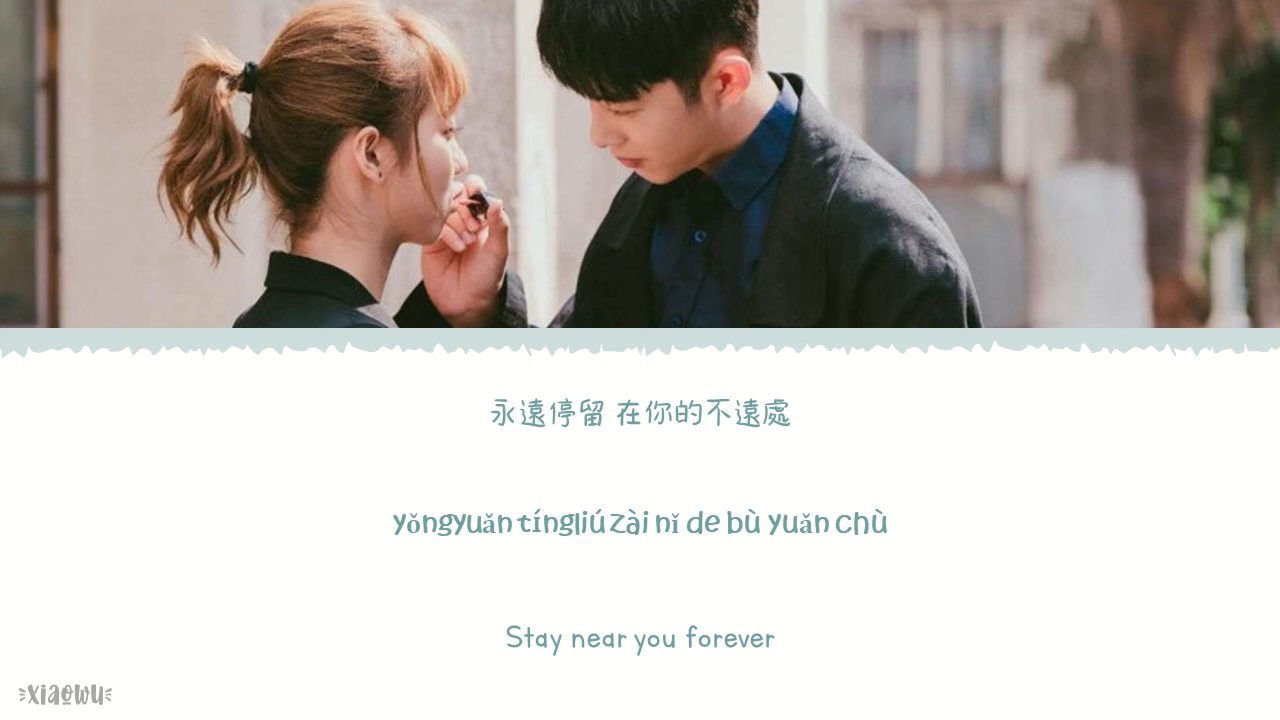 永遠停留 在你的不遠處
yǒngyuǎn tíngliú zài nǐ de bù yuǎn chù
Stay near you forever
xiaowu